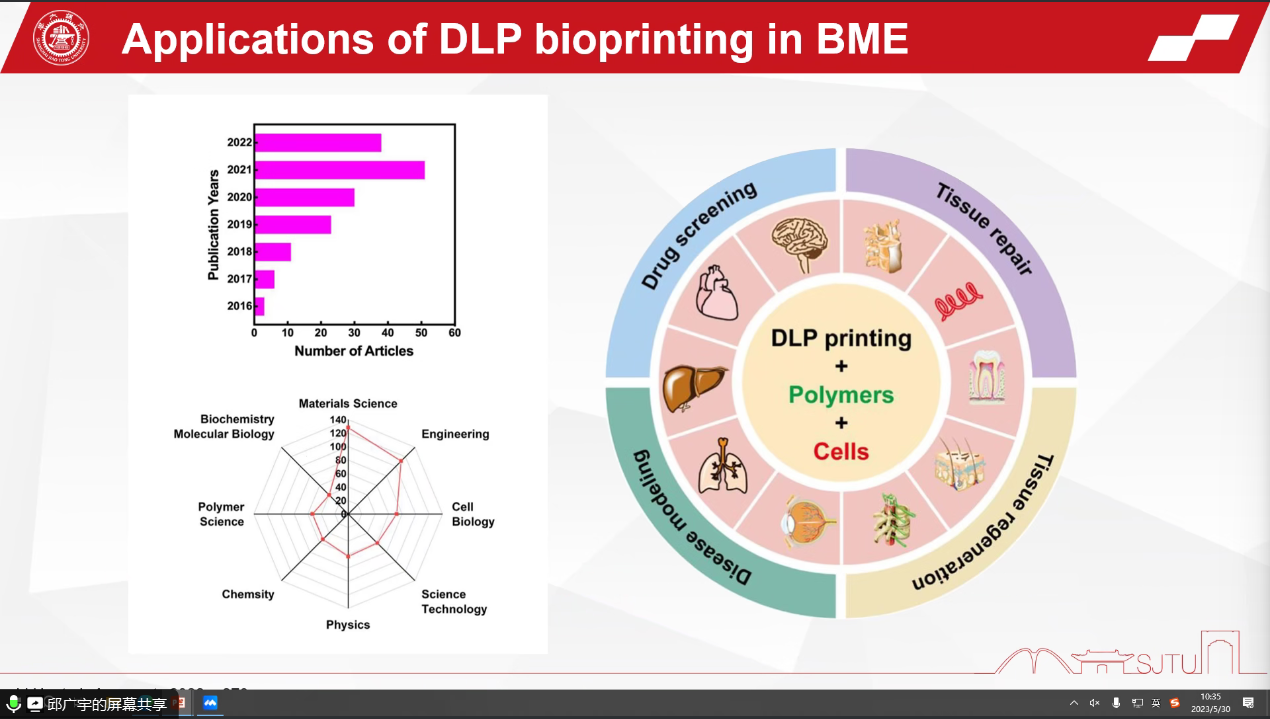 Applications of DLP bioprinting in BME
Publication Years
2022
2021
2020
2019
2018
2017
2016
0 10 20 30 40 50 60
Number of Articles
Materials Science
Engineering
Cell
Biology
Science
Technology
Physics
Chemsity
Polymer
Science
Biochemistry
Molecular Biology
140
120
100
80
60
40
20
0
Drug screening
Tissue repair
Disease modeling
Tissue regeneration
DLP printing
+
Polymers
+
Cells
SJTU
邱广宇的屏幕共享
英
10:35
2023/5/30